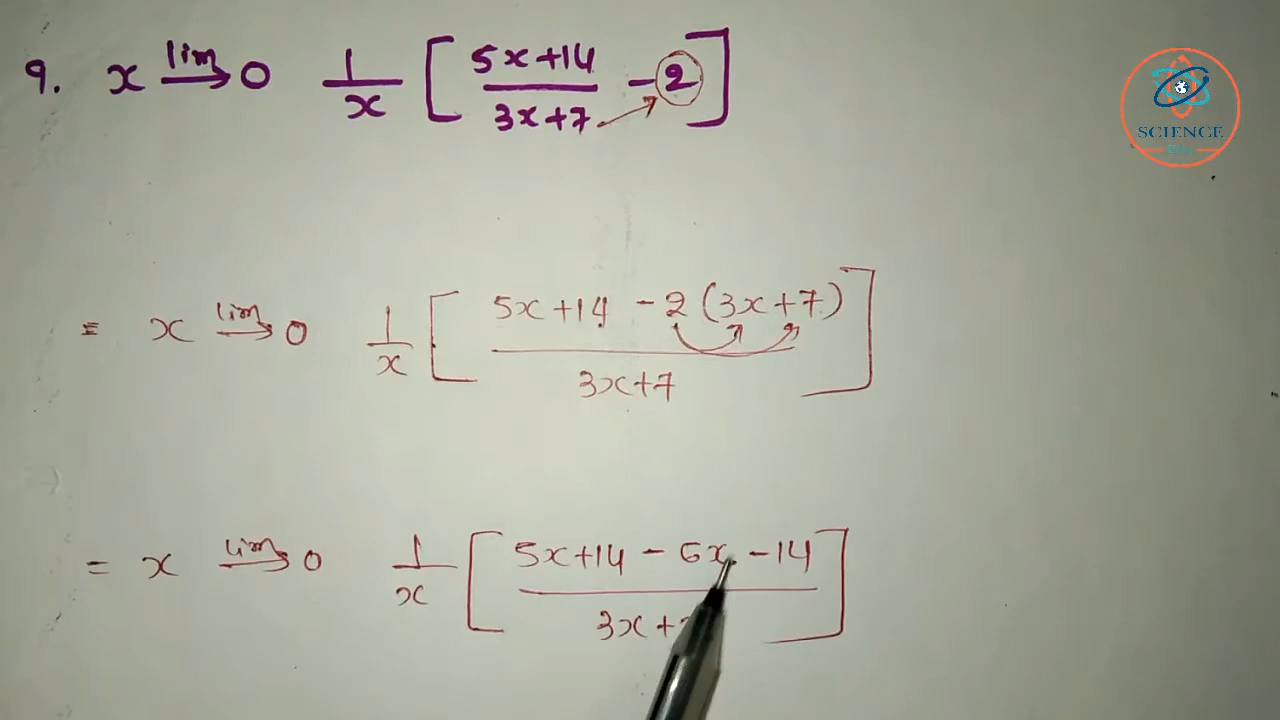 9. x lim→ 0 1/x [ 5x+14 / 3x+7 - 2 ]
SCIENCE
= x lim→ 0 1/x [ 5x+14 - 2(3x+7) / 3x+7 ]
= x lim→ 0 1/x [ 5x+14 - 6x - 14 / 3x+ ]